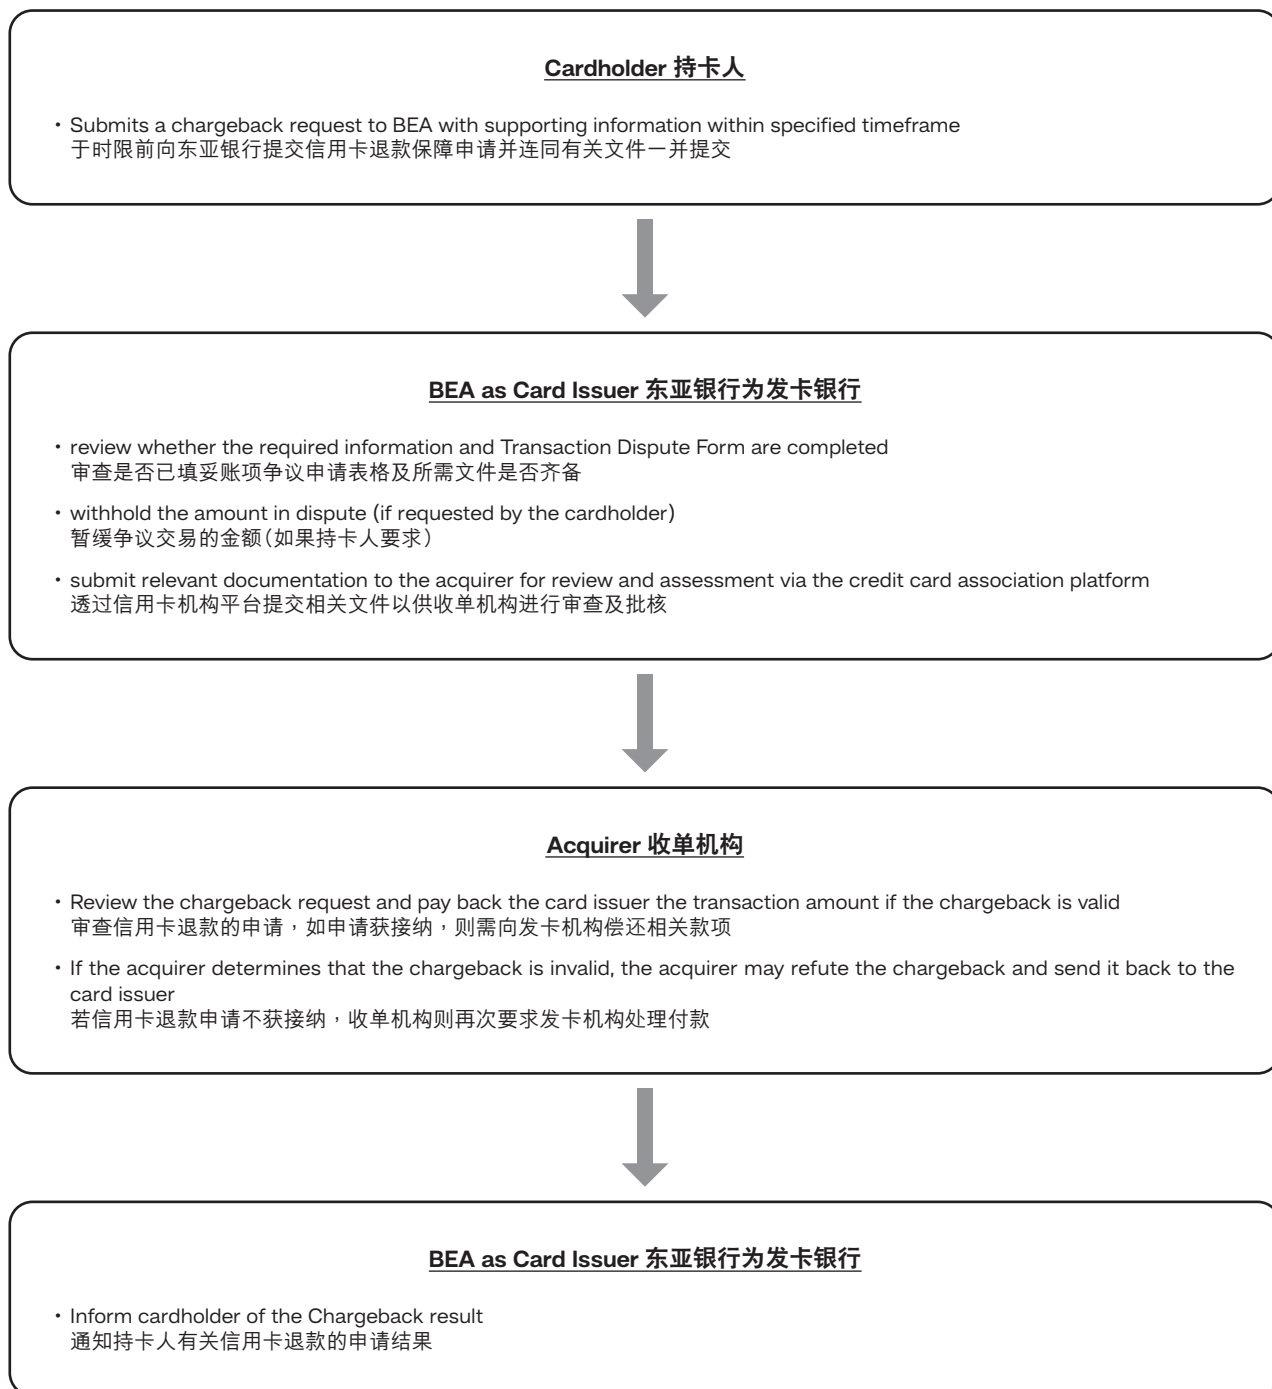 Cardholder 持卡人
• Submits a chargeback request to BEA with supporting information within specified timeframe
于时限前向东亚银行提交信用卡退款保障申请并连同有关文件一并提交
BEA as Card Issuer 东亚银行为发卡银行
• review whether the required information and Transaction Dispute Form are completed
审查是否已填妥账项争议申请表格及所需文件是否齐备
• withhold the amount in dispute (if requested by the cardholder)
暂缓争议交易的金额(如果持卡人要求)
• submit relevant documentation to the acquirer for review and assessment via the credit card association platform
透过信用卡机构平台提交相关文件以供收单机构进行审查及批核
Acquirer 收单机构
• Review the chargeback request and pay back the card issuer the transaction amount if the chargeback is valid
审查信用卡退款的申请，如申请获接纳，则需向发卡机构偿还相关款项
• If the acquirer determines that the chargeback is invalid, the acquirer may refute the chargeback and send it back to the
card issuer
若信用卡退款申请不获接纳，收单机构则再次要求发卡机构处理付款
BEA as Card Issuer 东亚银行为发卡银行
• Inform cardholder of the Chargeback result
通知持卡人有关信用卡退款的申请结果